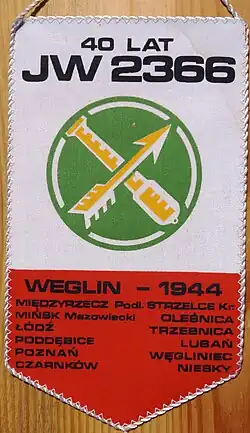 40 LAT
JW 2366
WEGLIN – 1944
MIĘDZYRZECZ Podl. STRZELCE Kr.
MIŃSK Mazowiecki OLEŚNICA
ŁÓDŹ TRZEBNICA
PODDĘBICE LUBAŃ
POZNAŃ WĘGLINIEC
CZARNKÓW NIESKY